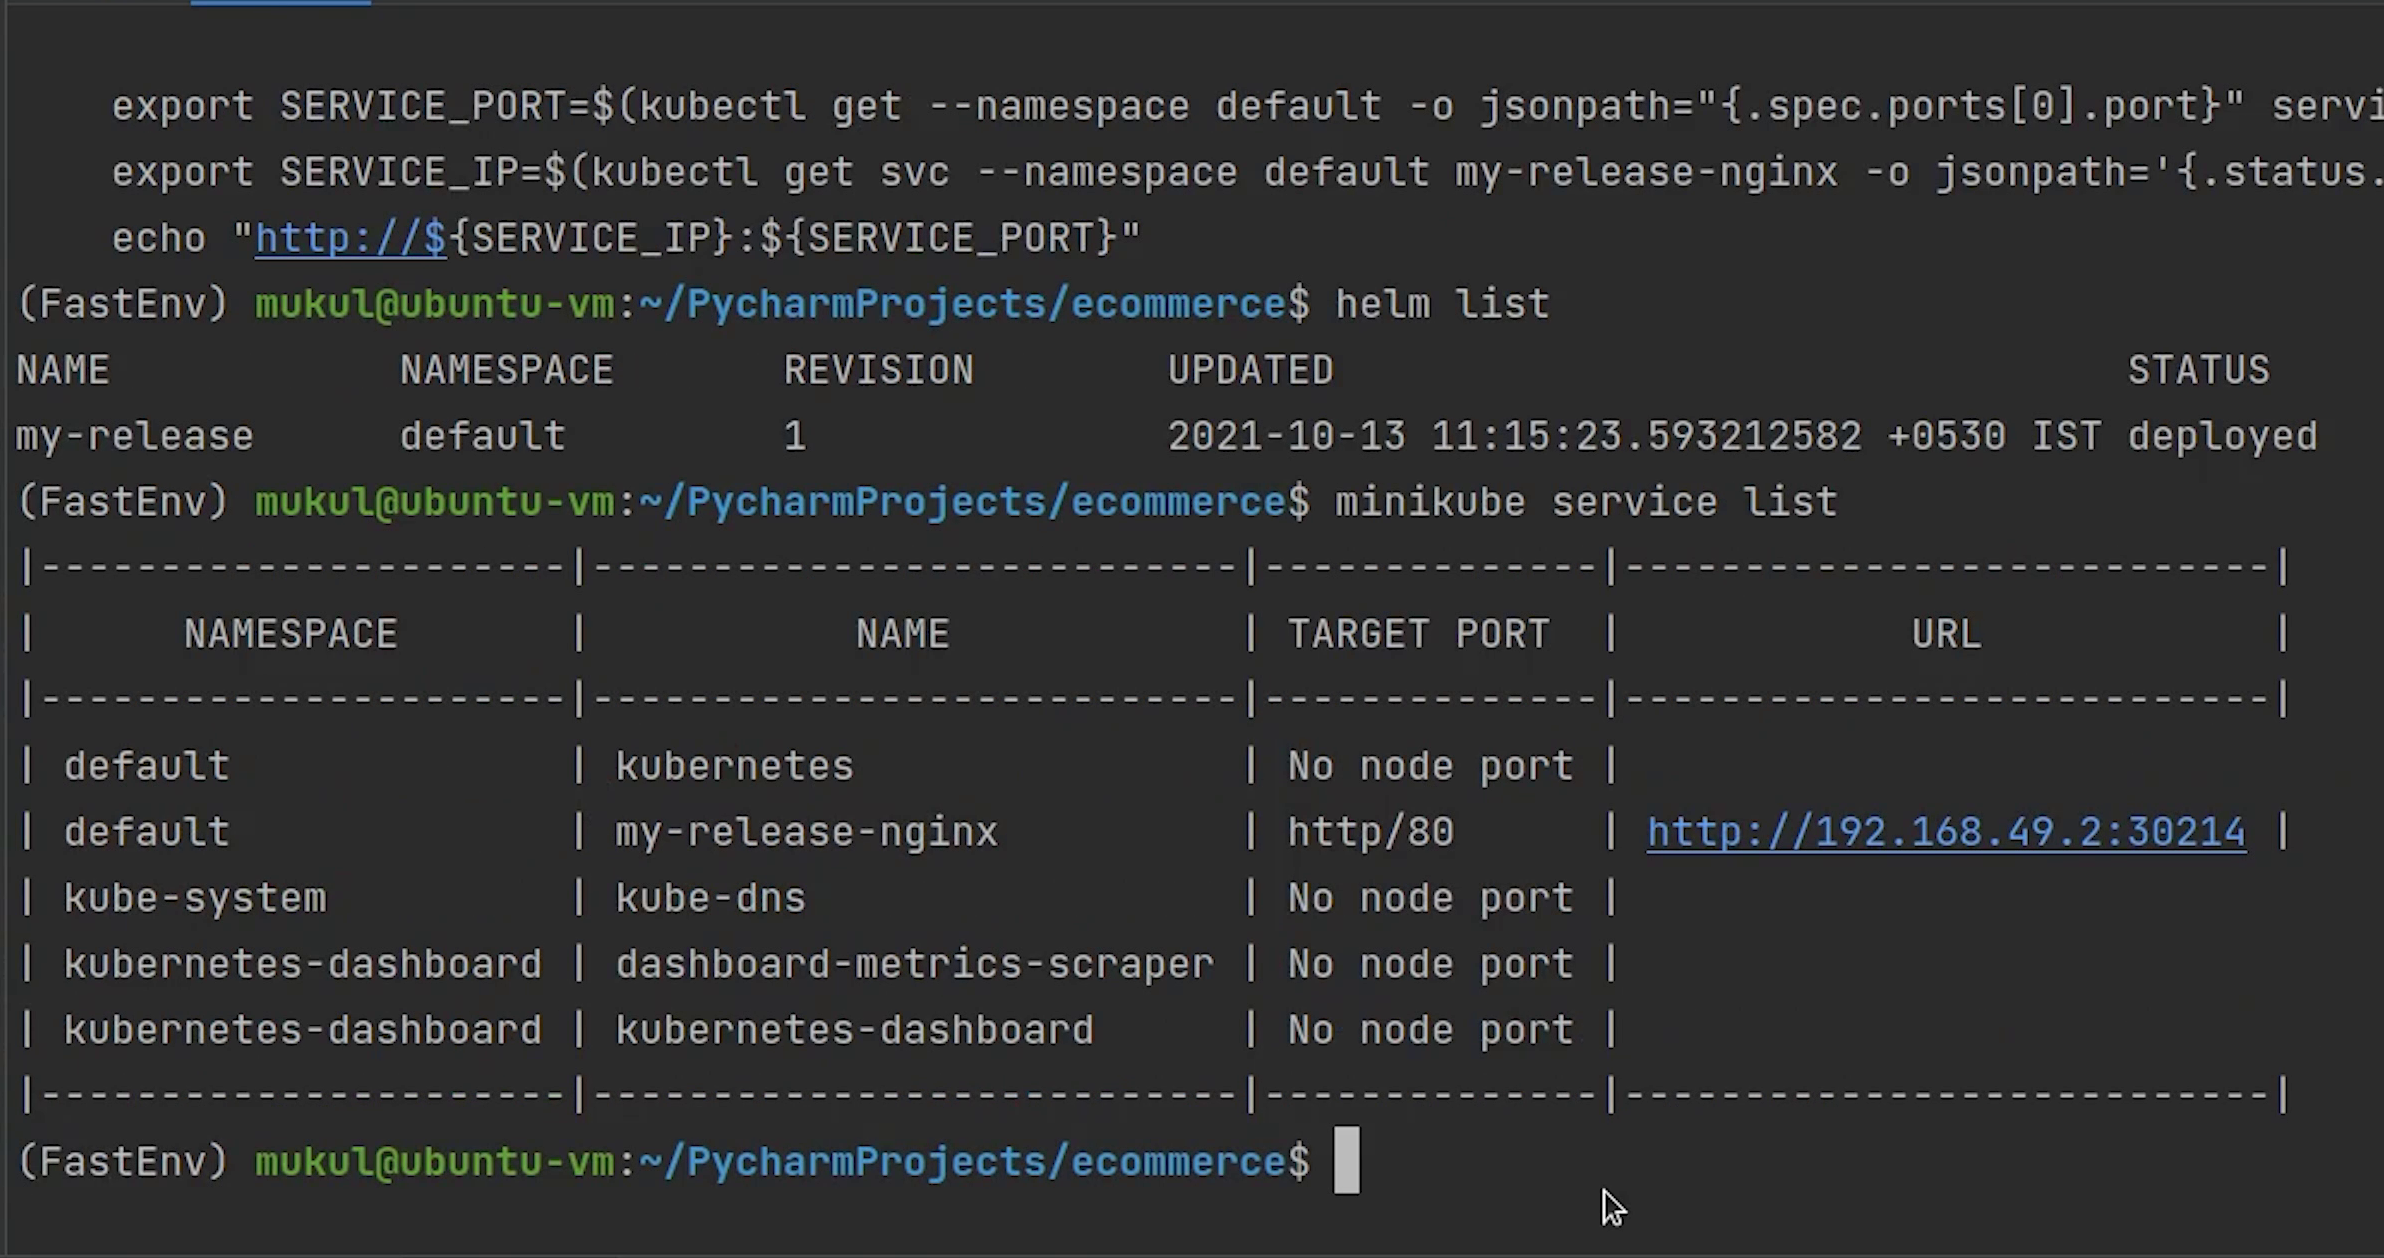 export SERVICE_PORT=$(kubectl get --namespace default -o jsonpath="{.spec.ports[0].port}" servi
export SERVICE_IP=$(kubectl get svc --namespace default my-release-nginx -o jsonpath='{.status.
echo "http://${SERVICE_IP}:${SERVICE_PORT}"
(FastEnv) mukul@ubuntu-vm:~/PycharmProjects/ecommerce$ helm list
NAME NAMESPACE REVISION UPDATED STATUS
my-release default 1 2021-10-13 11:15:23.593212582 +0530 IST deployed
(FastEnv) mukul@ubuntu-vm:~/PycharmProjects/ecommerce$ minikube service list
|----------------------|---------------------------|--------------|---------------------------|
| NAMESPACE | NAME | TARGET PORT | URL |
|----------------------|---------------------------|--------------|---------------------------|
| default | kubernetes | No node port |
| default | my-release-nginx | http/80 | http://192.168.49.2:30214 |
| kube-system | kube-dns | No node port |
| kubernetes-dashboard | dashboard-metrics-scraper | No node port |
| kubernetes-dashboard | kubernetes-dashboard | No node port |
|----------------------|---------------------------|--------------|---------------------------|
(FastEnv) mukul@ubuntu-vm:~/PycharmProjects/ecommerce$